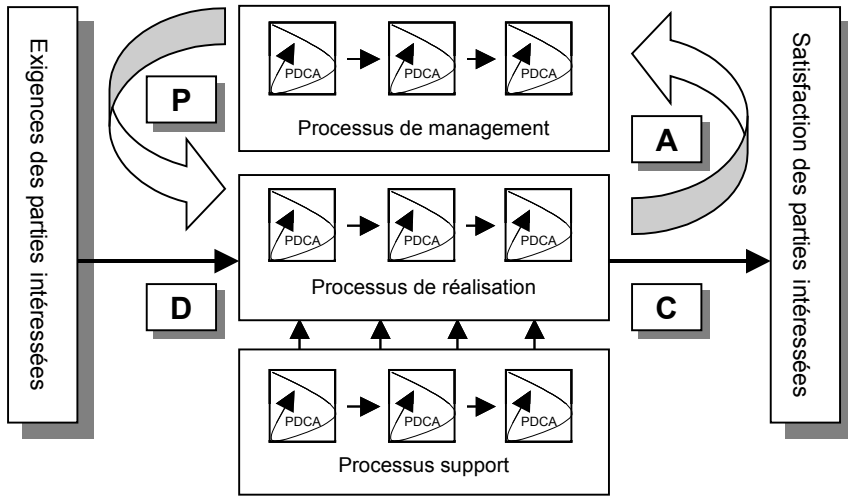 Exigences des parties intéressées
P
D
PDCA
PDCA
PDCA
Processus de management
PDCA
PDCA
PDCA
Processus de réalisation
PDCA
PDCA
PDCA
Processus support
A
C
Satisfaction des parties intéressées